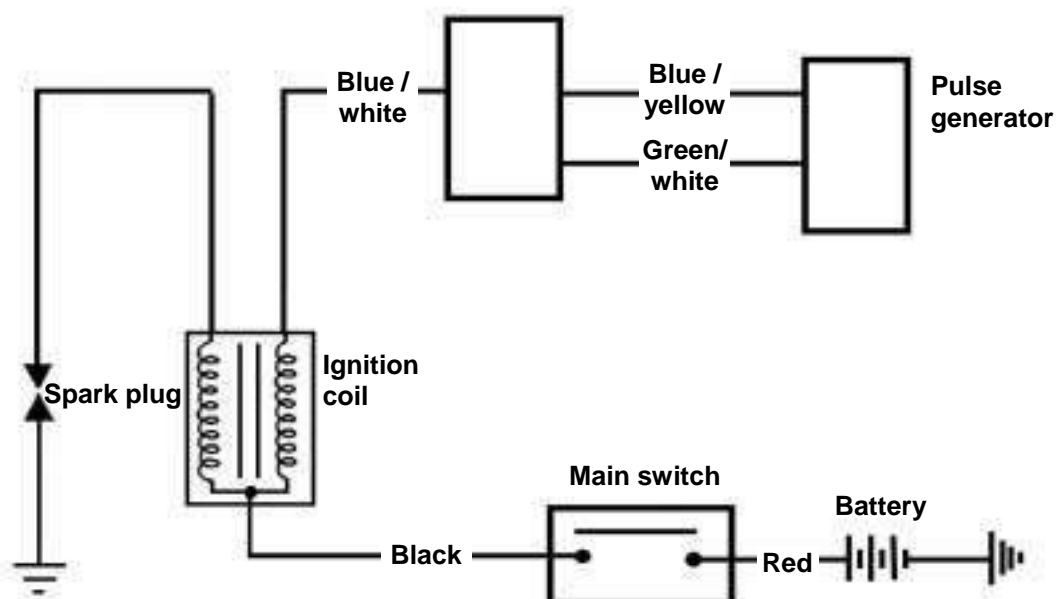 Blue /
white
Blue /
yellow
Green/
white
Pulse
generator
Spark plug
Ignition
coil
Main switch
Battery
Black
Red